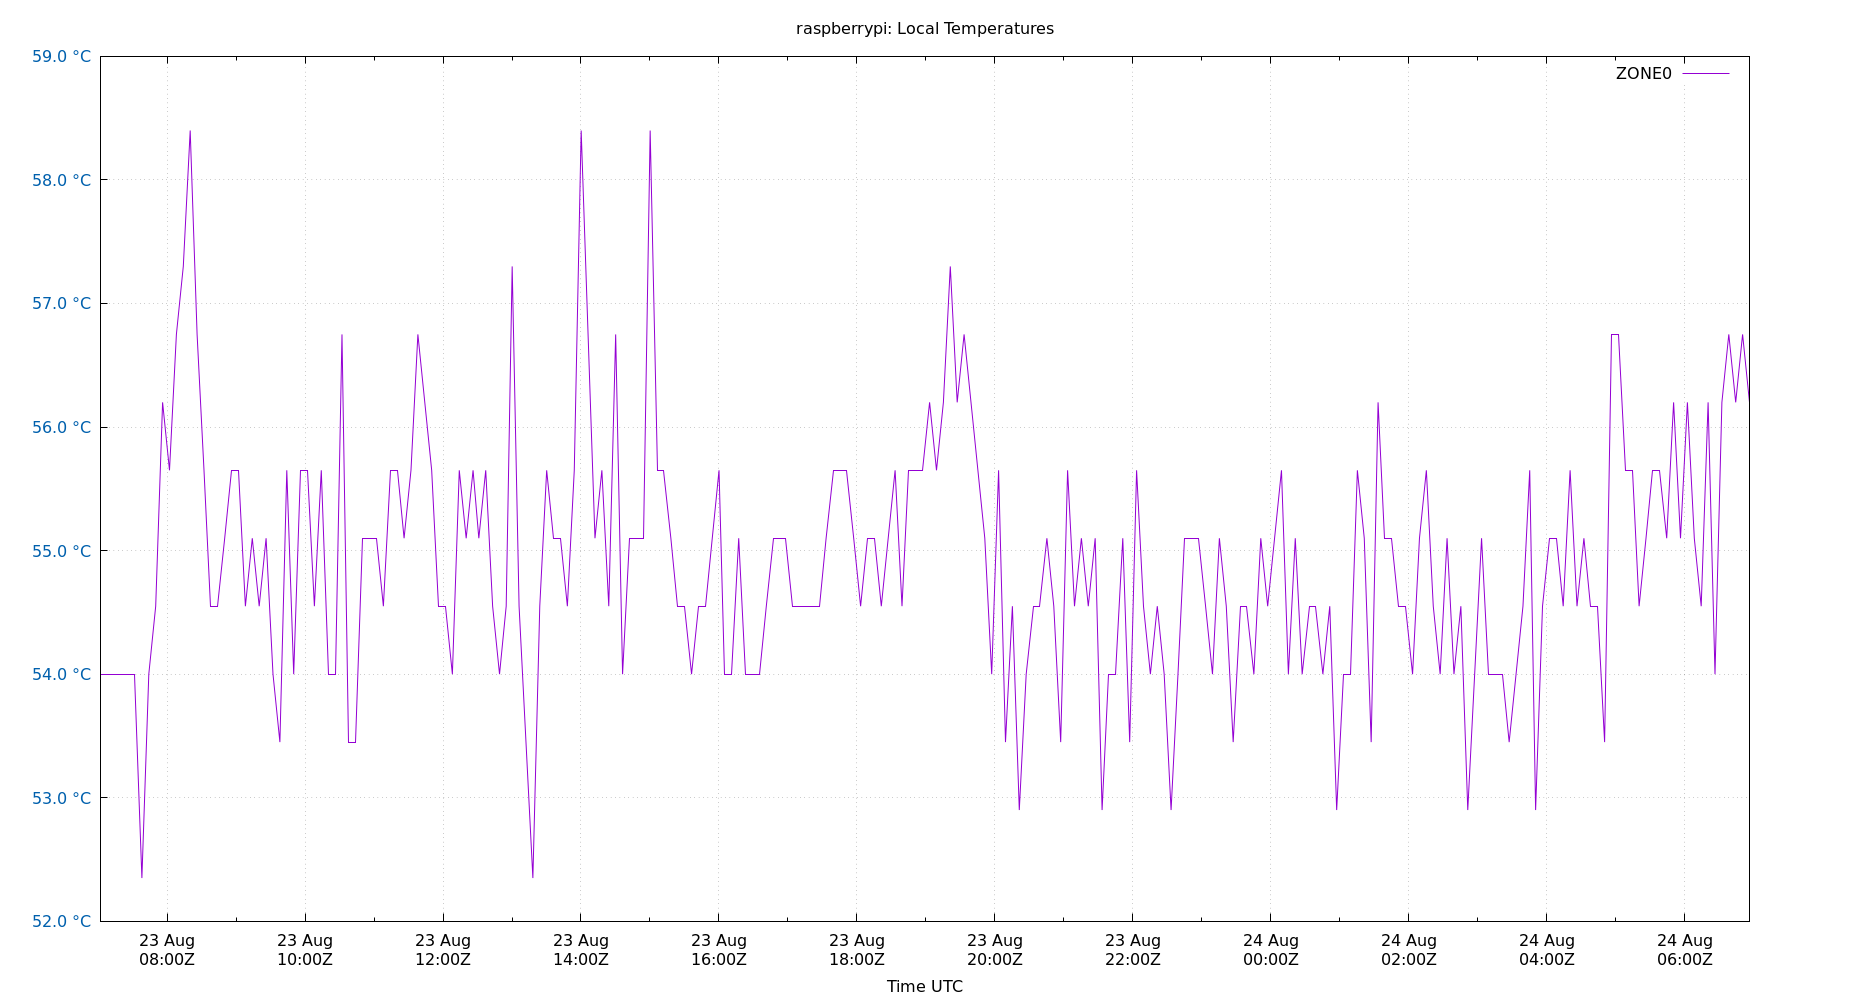 raspberrypi: Local Temperatures
59.0 °C
58.0 °C
57.0 °C
56.0 °C
55.0 °C
54.0 °C
53.0 °C
52.0 °C
ZONE0
23 Aug 23 Aug 23 Aug 23 Aug 23 Aug 23 Aug 23 Aug 23 Aug 24 Aug 24 Aug 24 Aug 24 Aug
08:00Z 10:00Z 12:00Z 14:00Z 16:00Z 18:00Z 20:00Z 22:00Z 00:00Z 02:00Z 04:00Z 06:00Z
Time UTC